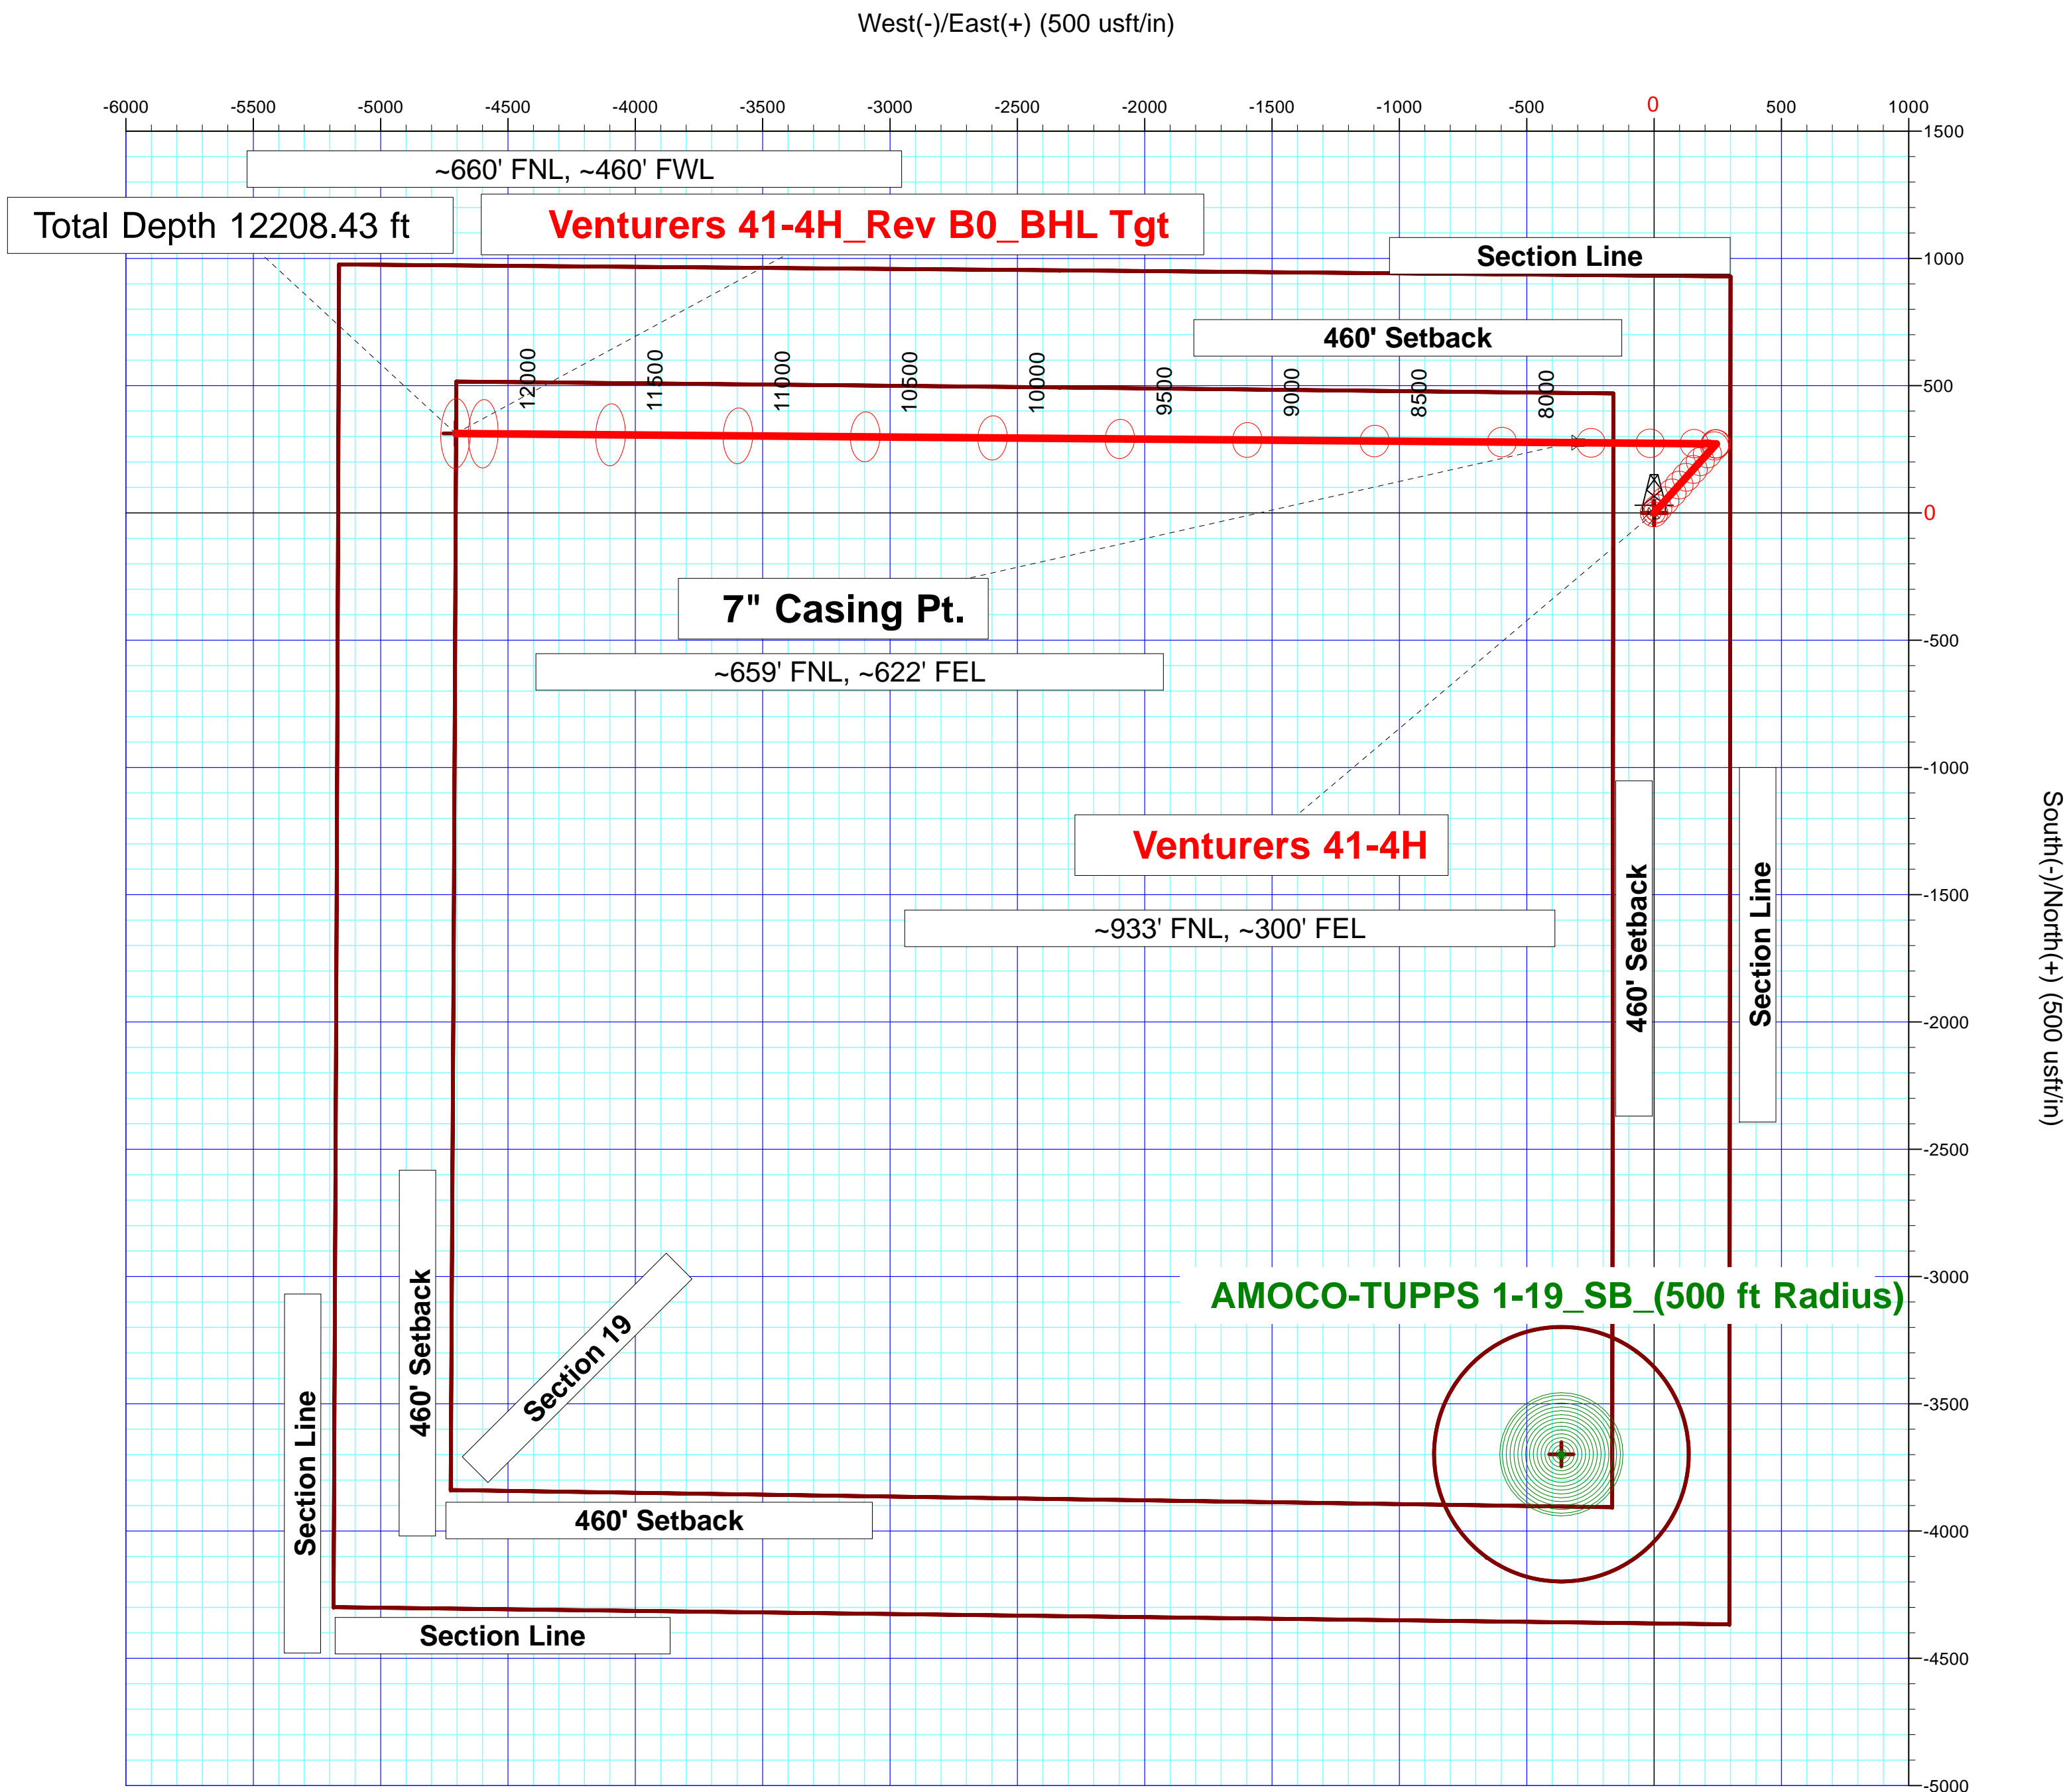 West(-)/East(+) (500 usft/in)
-6000 -5500 -5000 -4500 -4000 -3500 -3000 -2500 -2000 -1500 -1000 -500 0 500 1000
1500
~660' FNL, ~460' FWL
Total Depth 12208.43 ft
Venturers 41-4H_Rev B0_BHL Tgt
Section Line
1000
460' Setback
12000 11500 11000 10500 10000 9500 9000 8500 8000
500
0
7" Casing Pt.
-500
~659' FNL, ~622' FEL
-1000
Venturers 41-4H
460' Setback
Section Line
South(-)/North(+) (500 usft/in)
~933' FNL, ~300' FEL
-1500
-2000
-2500
-3000
AMOCO-TUPPS 1-19_SB_(500 ft Radius)
Section 19
460' Setback
Section Line
-3500
460' Setback
-4000
Section Line
-4500
-5000